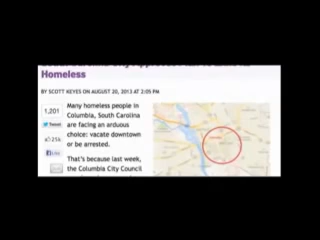 Homeless
BY SCOTT KEYES ON AUGUST 20, 2013 AT 2:05 PM
1,201
Tweet
254
Like
Many homeless people in
Columbia, South Carolina
are facing an arduous
choice: vacate downtown
or be arrested.
That's because last week,
the Columbia City Council